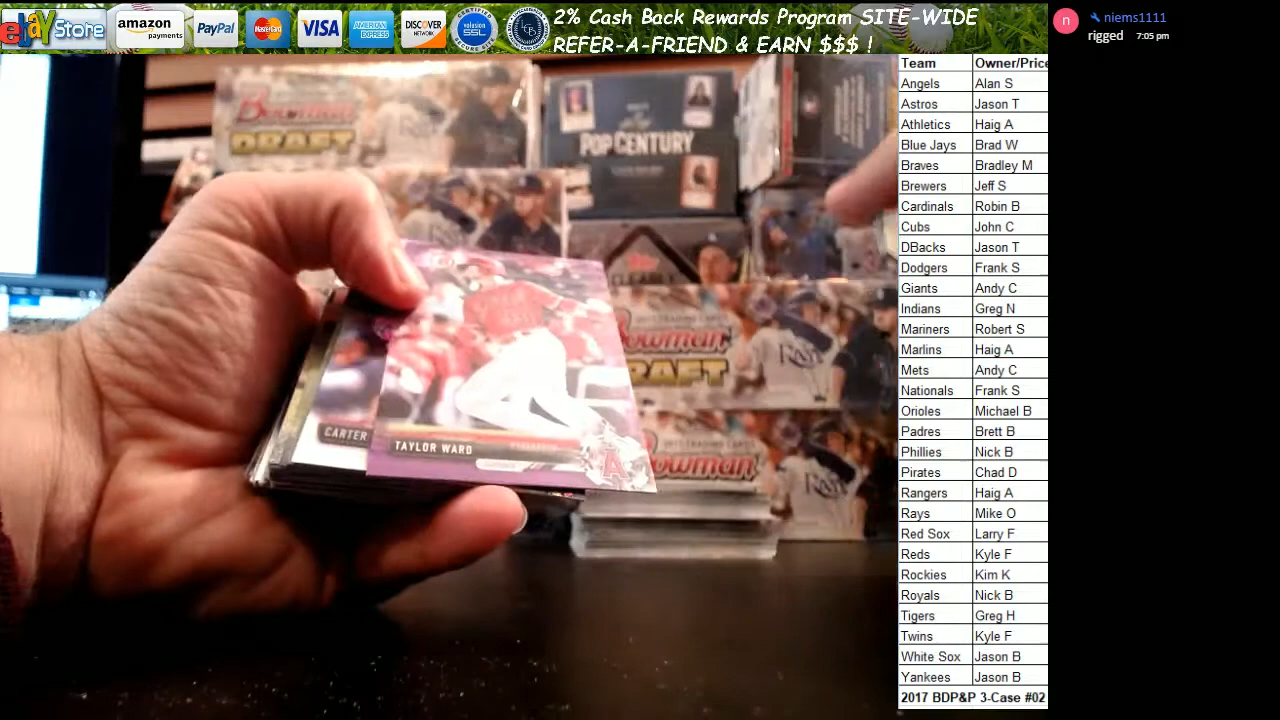 ebay Store
amazon
payments
PayPal
MasterCard
VISA
AMERICAN
EXPRESS
DISCOVER
NETWORK
volusion
SSL
2% Cash Back Rewards Program SITE-WIDE
REFER-A-FRIEND & EARN $$$ !
niems1111
rigged 7:05 pm
Bowman
DRAFT
POP CENTURY
CLEARLY
Bowman
DRAFT
Bowman
RAYS
CARTER
TAYLOR WARD
A
Team Owner/Price
Angels Alan S
Astros Jason T
Athletics Haig A
Blue Jays Brad W
Braves Bradley M
Brewers Jeff S
Cardinals Robin B
Cubs John C
DBacks Jason T
Dodgers Frank S
Giants Andy C
Indians Greg N
Mariners Robert S
Marlins Haig A
Mets Andy C
Nationals Frank S
Orioles Michael B
Padres Brett B
Phillies Nick B
Pirates Chad D
Rangers Haig A
Rays Mike O
Red Sox Larry F
Reds Kyle F
Rockies Kim K
Royals Nick B
Tigers Greg H
Twins Kyle F
White Sox Jason B
Yankees Jason B
2017 BDP&P 3-Case #02